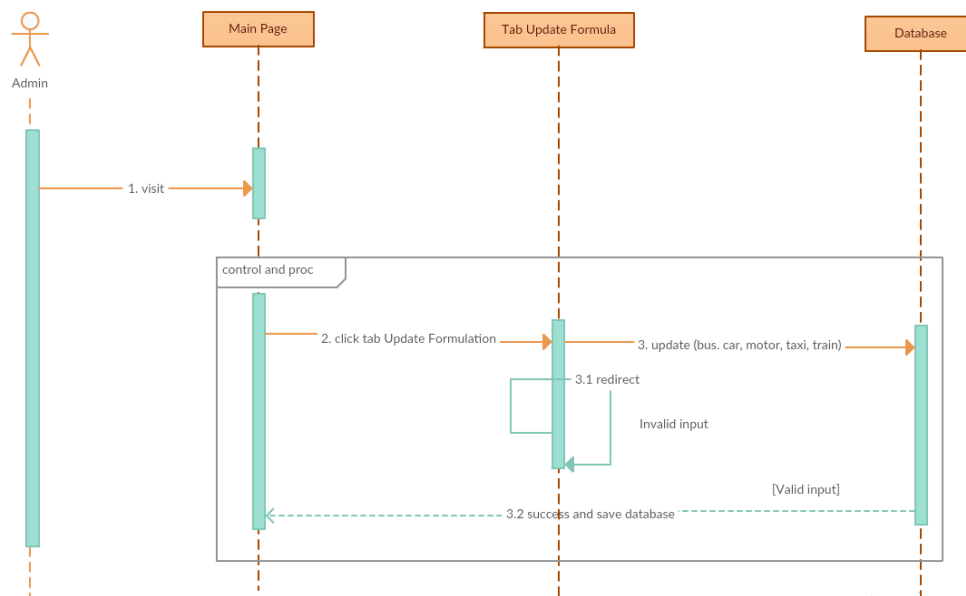 Main Page
Tab Update Formula
Database
Admin
1. visit
control and proc
2. click tab Update Formulation
3. update (bus. car, motor, taxi, train)
3.1 redirect
Invalid input
[Valid input]
3.2 success and save database